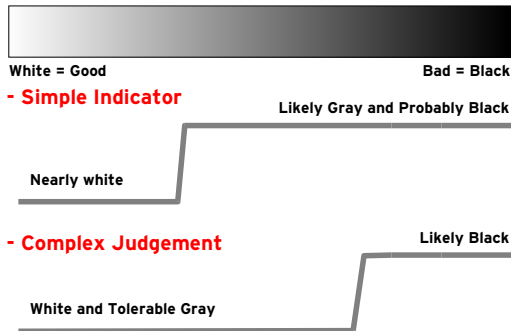 White = Good
Bad = Black
- Simple Indicator
Likely Gray and Probably Black
Nearly white
- Complex Judgement
Likely Black
White and Tolerable Gray